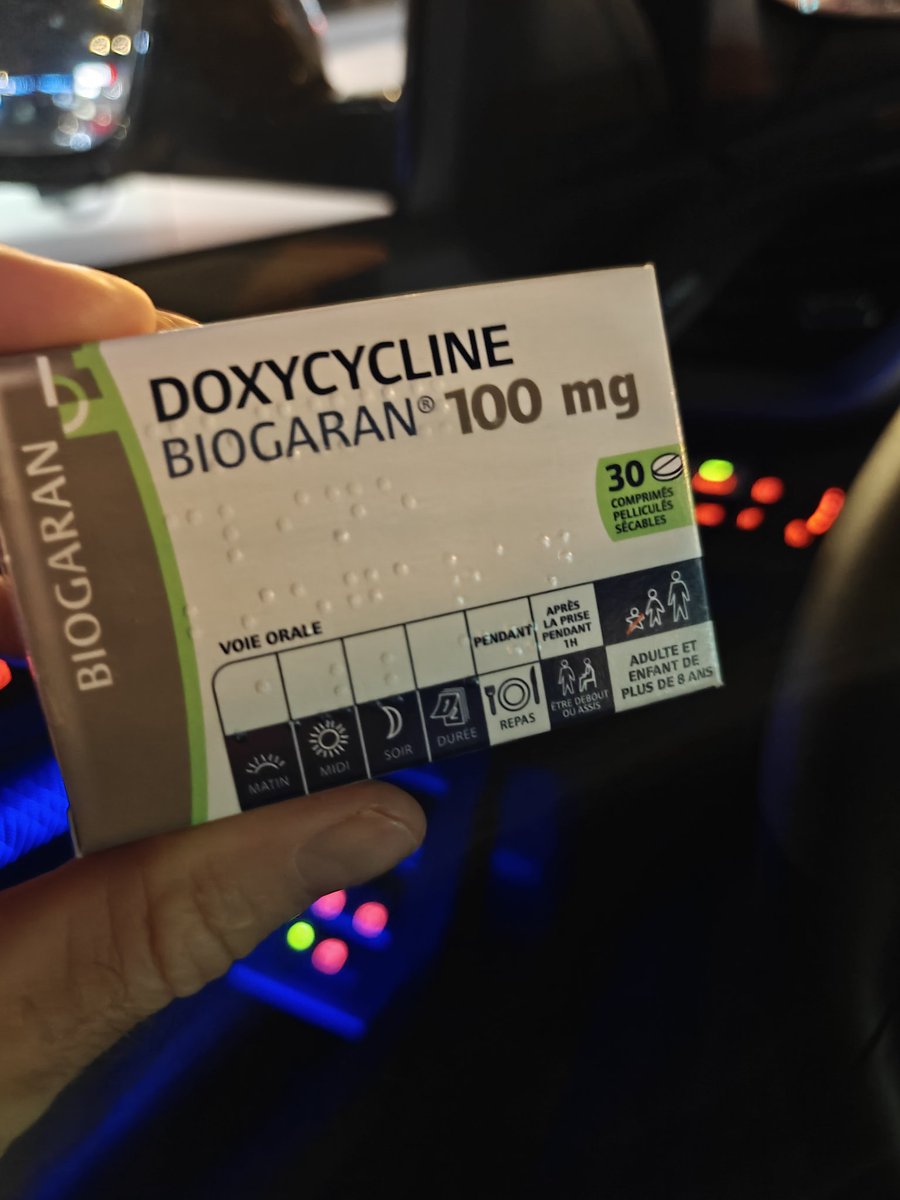 DOXYCYCLINE
BIOGARAN® 100 mg
BIOGARAN
30
COMPRIMÉS
PELLICULÉS
SÉCABLES
VOIE ORALE
PENDANT
APRÈS
LA PRISE
PENDANT
1H
MATIN
MIDI
SOIR
DURÉE
REPAS
ÊTRE DEBOUT
OU ASSIS
ADULTE ET
ENFANT DE
PLUS DE 8 ANS